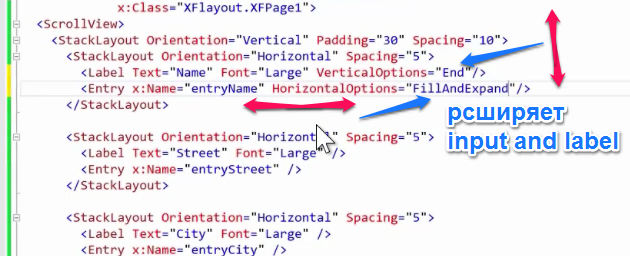 x:Class="XFlayout.XFPage1">
<ScrollView>
<StackLayout Orientation="Vertical" Padding="30" Spacing="10">
<StackLayout Orientation="Horizontal" Spacing="5">
<Label Text="Name" Font="Large" VerticalOptions="End"/>
<Entry x:Name="entryName" HorizontalOptions="FillAndExpand"/>
</StackLayout>
рсширяет
input and label
<StackLayout Orientation="Horizontal" Spacing="5">
<Label Text="Street" Font="Large" />
<Entry x:Name="entryStreet" />
</StackLayout>
<StackLayout Orientation="Horizontal" Spacing="5">
<Label Text="City" Font="Large" />
<Entry x:Name="entryCity" />